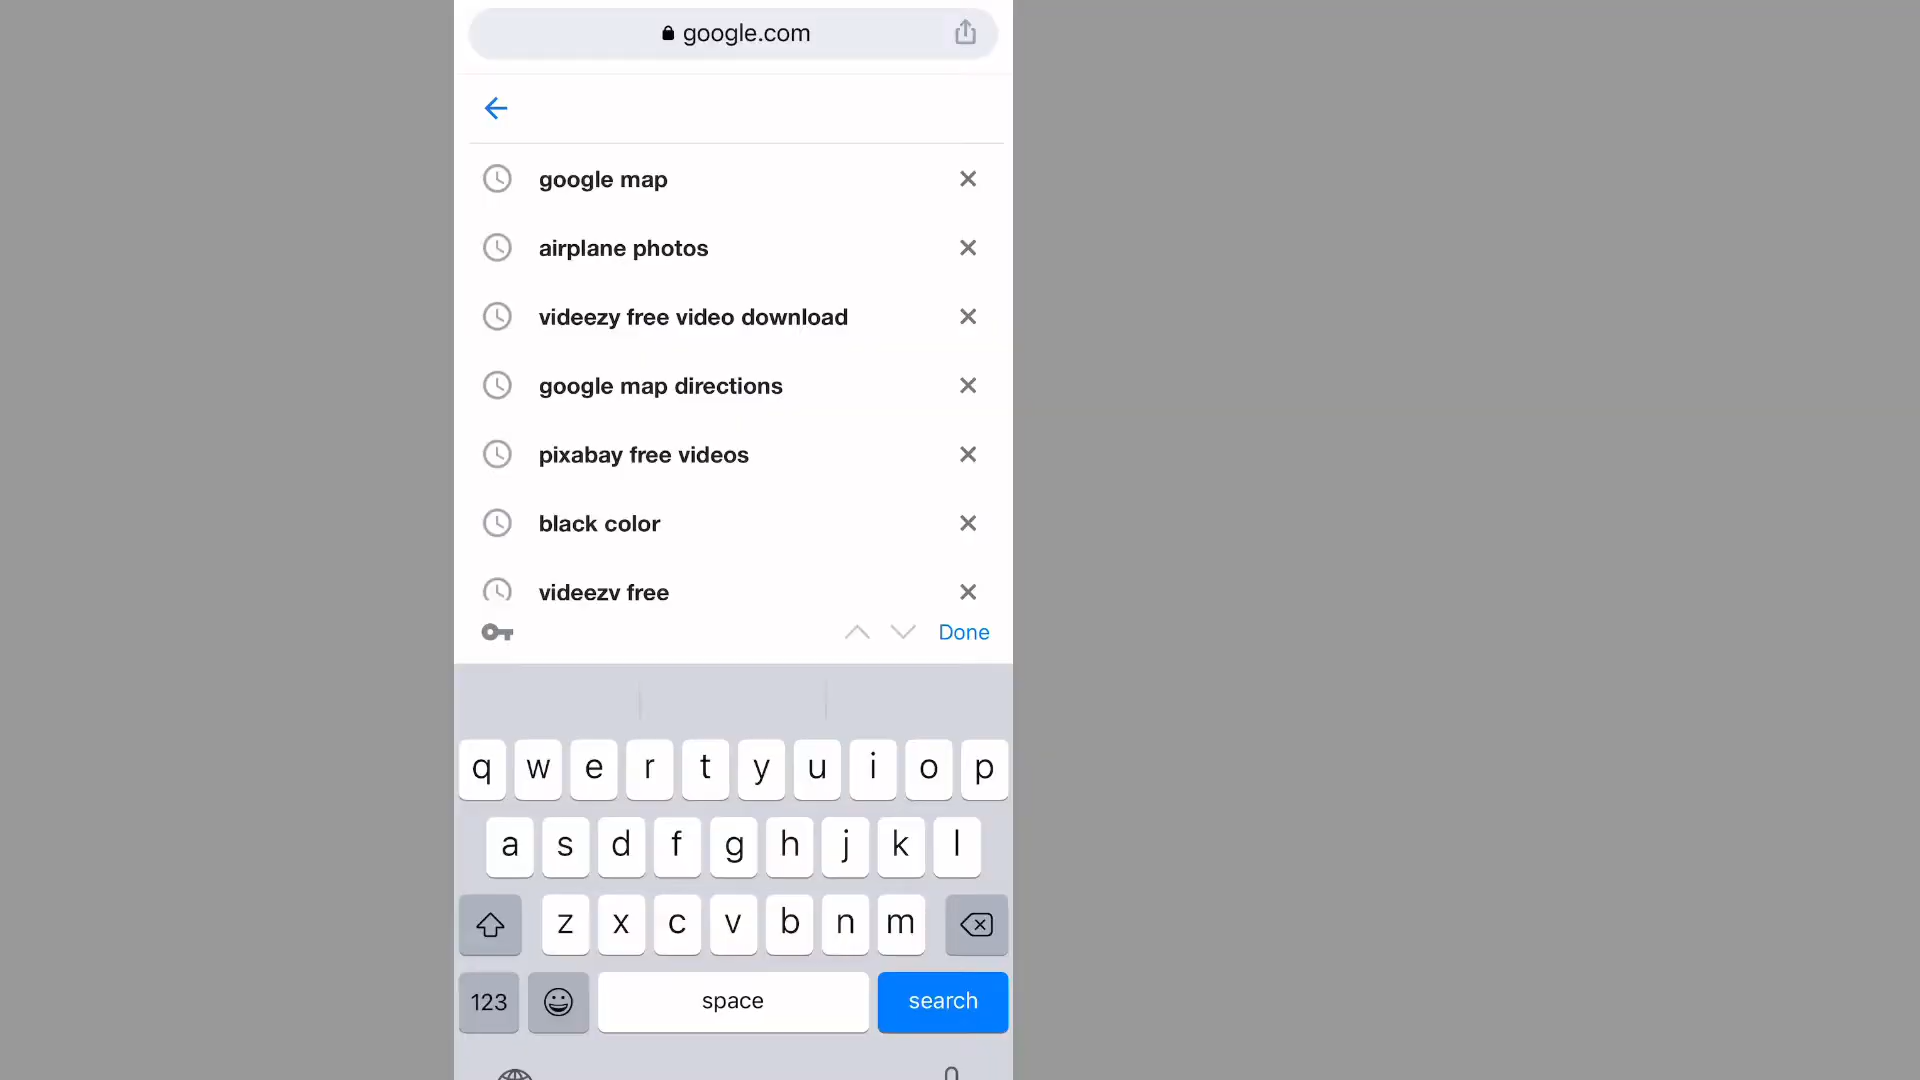 google.com
google map
airplane photos
videezy free video download
google map directions
pixabay free videos
black color
videezy free
Done
q w e r t y u i o p
a s d f g h j k l
z x c v b n m
123 space search